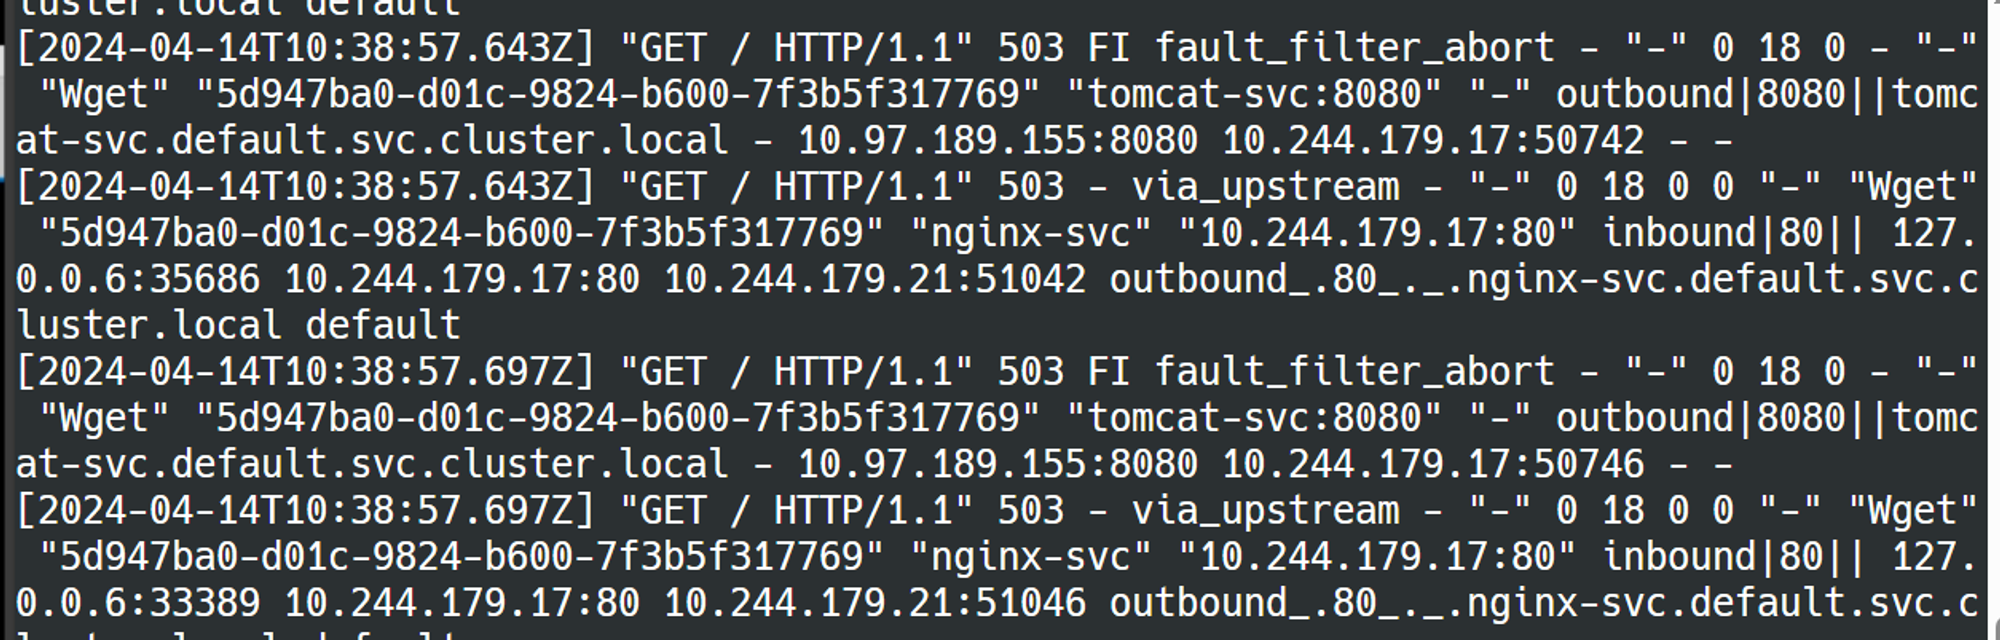 luster.local default
[2024-04-14T10:38:57.643Z] "GET / HTTP/1.1" 503 FI fault_filter_abort - "-" 0 18 0 - "-"
"Wget" "5d947ba0-d01c-9824-b600-7f3b5f317769" "tomcat-svc:8080" "-" outbound|8080||tomc
at-svc.default.svc.cluster.local - 10.97.189.155:8080 10.244.179.17:50742 - -
[2024-04-14T10:38:57.643Z] "GET / HTTP/1.1" 503 - via_upstream - "-" 0 18 0 0 "-" "Wget"
"5d947ba0-d01c-9824-b600-7f3b5f317769" "nginx-svc" "10.244.179.17:80" inbound|80|| 127.
0.0.6:35686 10.244.179.17:80 10.244.179.21:51042 outbound_.80_._.nginx-svc.default.svc.c
luster.local default
[2024-04-14T10:38:57.697Z] "GET / HTTP/1.1" 503 FI fault_filter_abort - "-" 0 18 0 - "-"
"Wget" "5d947ba0-d01c-9824-b600-7f3b5f317769" "tomcat-svc:8080" "-" outbound|8080||tomc
at-svc.default.svc.cluster.local - 10.97.189.155:8080 10.244.179.17:50746 - -
[2024-04-14T10:38:57.697Z] "GET / HTTP/1.1" 503 - via_upstream - "-" 0 18 0 0 "-" "Wget"
"5d947ba0-d01c-9824-b600-7f3b5f317769" "nginx-svc" "10.244.179.17:80" inbound|80|| 127.
0.0.6:33389 10.244.179.17:80 10.244.179.21:51046 outbound_.80_._.nginx-svc.default.svc.c